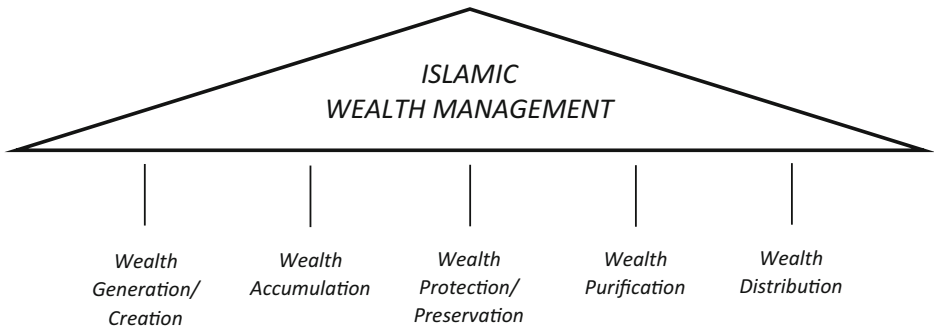 ISLAMIC
WEALTH MANAGEMENT
Wealth
Generation/
Creation
Wealth
Accumulation
Wealth
Protection/
Preservation
Wealth
Purification
Wealth
Distribution